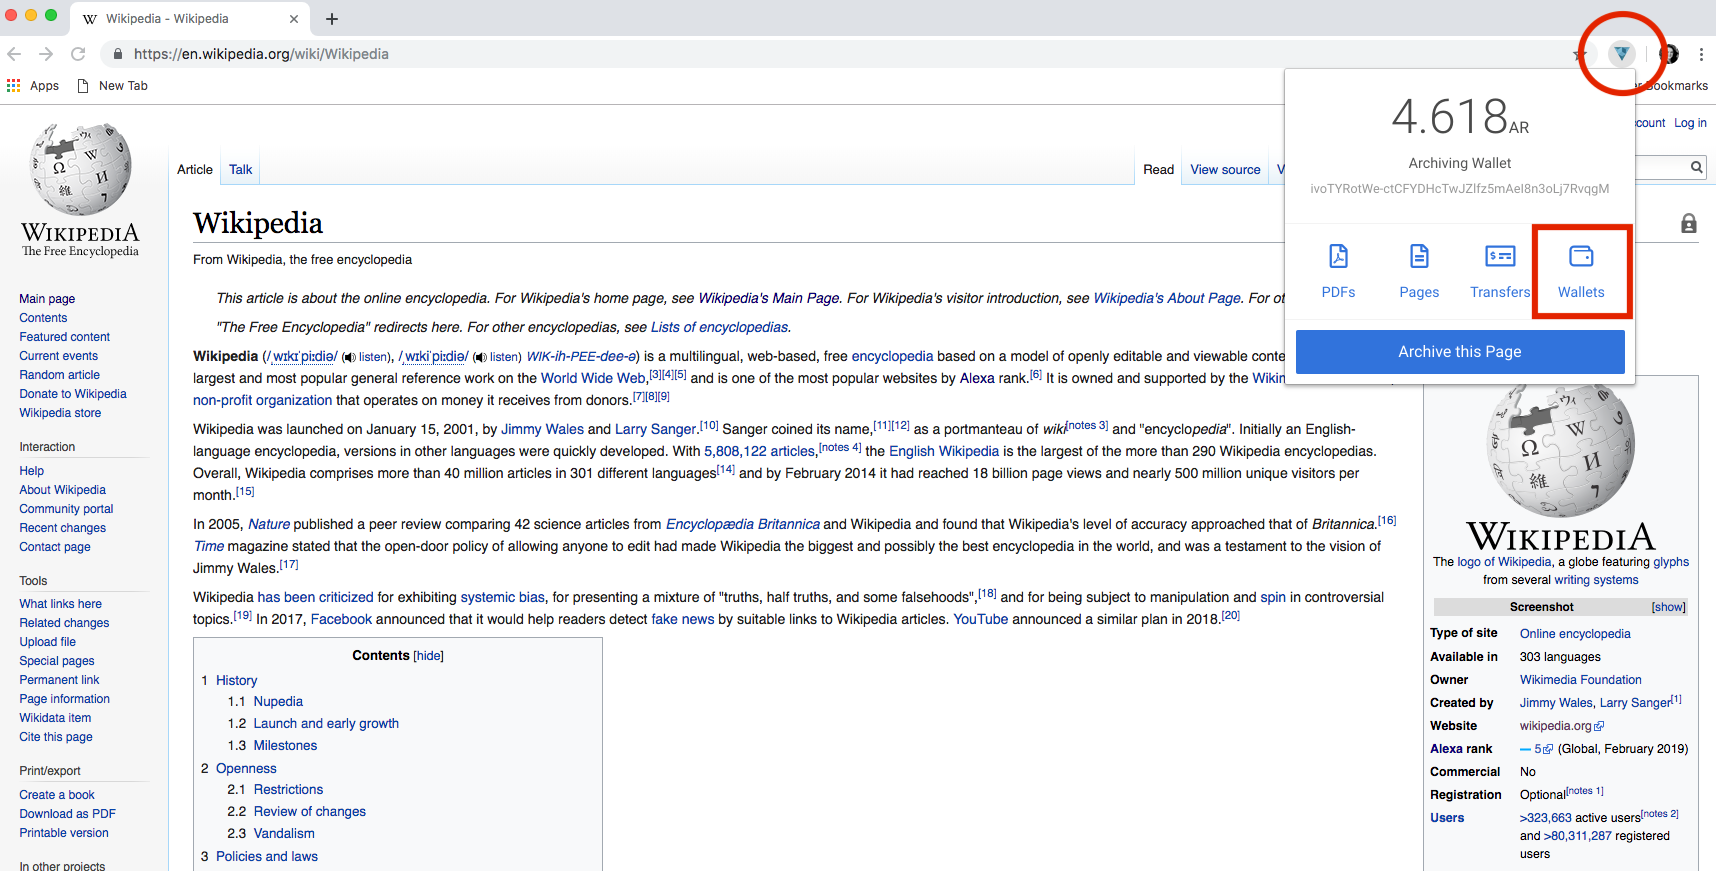 Wikipedia - Wikipedia
https://en.wikipedia.org/wiki/Wikipedia
Apps
New Tab
Bookmarks
4.618AR
Archiving Wallet
ivoTYRotWe-ctCFYDHcTwJZlfz5mAeI8n3oLj7RvqgM
PDFs
Pages
Transfers
Wallets
Archive this Page
Log in
WIKIPEDIA
The Free Encyclopedia
Article
Talk
Read
View source
Main page
Contents
Featured content
Current events
Random article
Donate to Wikipedia
Wikipedia store
Interaction
Help
About Wikipedia
Community portal
Recent changes
Contact page
Tools
What links here
Related changes
Upload file
Special pages
Permanent link
Page information
Wikidata item
Cite this page
Print/export
Create a book
Download as PDF
Printable version
In other projects
Wikipedia
From Wikipedia, the free encyclopedia
This article is about the online encyclopedia. For Wikipedia's home page, see Wikipedia's Main Page. For Wikipedia's visitor introduction, see Wikipedia's About Page. For
"The Free Encyclopedia" redirects here. For other encyclopedias, see Lists of encyclopedias.
Wikipedia (/ˌwɪkɪˈpiːdiə/ (listen), /ˌwɪkiˈpiːdiə/ (listen) WIK-ih-PEE-dee-ə) is a multilingual, web-based, free encyclopedia based on a model of openly editable and viewable
largest and most popular general reference work on the World Wide Web,[3][4][5] and is one of the most popular websites by Alexa rank.[6] It is owned and supported by the
non-profit organization that operates on money it receives from donors.[7][8][9]
Wikipedia was launched on January 15, 2001, by Jimmy Wales and Larry Sanger.[10] Sanger coined its name,[11][12] as a portmanteau of wiki[notes 3] and "encyclopedia". Initially an English-
language encyclopedia, versions in other languages were quickly developed. With 5,808,122 articles,[notes 4] the English Wikipedia is the largest of the more than 290 Wikipedia encyclopedias.
Overall, Wikipedia comprises more than 40 million articles in 301 different languages[14] and by February 2014 it had reached 18 billion page views and nearly 500 million unique visitors per
month.[15]
In 2005, Nature published a peer review comparing 42 science articles from Encyclopædia Britannica and Wikipedia and found that Wikipedia's level of accuracy approached that of Britannica.[16]
Time magazine stated that the open-door policy of allowing anyone to edit had made Wikipedia the biggest and possibly the best encyclopedia in the world, and was a testament to the vision of
Jimmy Wales.[17]
Wikipedia has been criticized for exhibiting systemic bias, for presenting a mixture of "truths, half truths, and some falsehoods",[18] and for being subject to manipulation and spin in controversial
topics.[19] In 2017, Facebook announced that it would help readers detect fake news by suitable links to Wikipedia articles. YouTube announced a similar plan in 2018.[20]
Contents [hide]
1 History
1.1 Nupedia
1.2 Launch and early growth
1.3 Milestones
2 Openness
2.1 Restrictions
2.2 Review of changes
2.3 Vandalism
3 Policies and laws
WIKIPEDIA
The logo of Wikipedia, a globe featuring glyphs
from several writing systems
Screenshot [show]
Type of site Online encyclopedia
Available in 303 languages
Owner Wikimedia Foundation
Created by Jimmy Wales, Larry Sanger[1]
Website wikipedia.org
Alexa rank 5 (Global, February 2019)
Commercial No
Registration Optional[notes 1]
Users >323,663 active users[notes 2]
and >80,311,287 registered
users